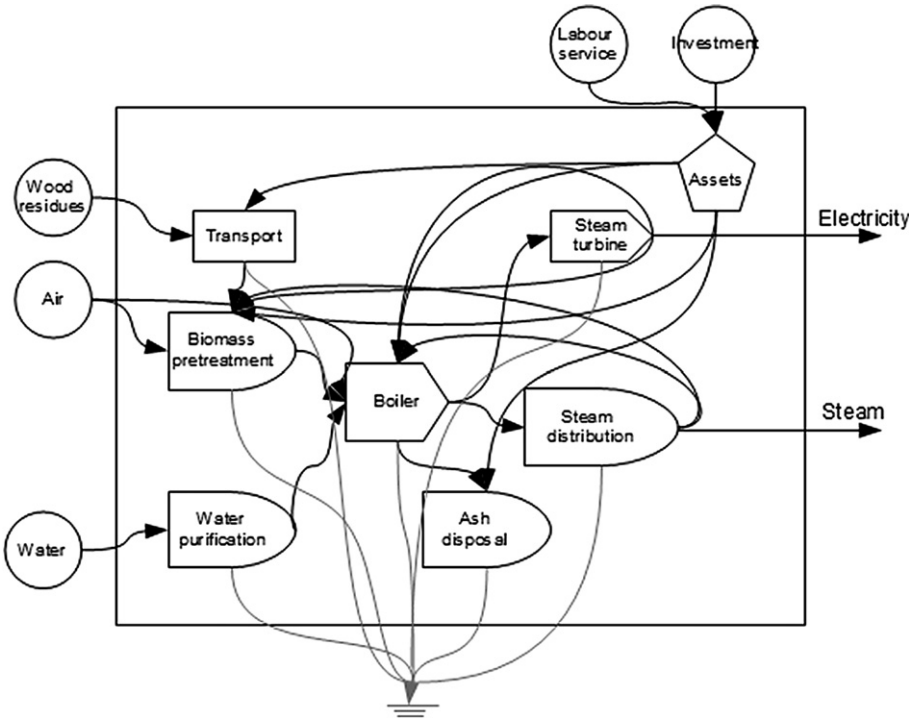 Labour
service
Investment
Assets
Wood
residues
Transport
Steam
turbine
Electricity
Air
Biomass
pretreatment
Boiler
Steam
distribution
Steam
Water
Water
purification
Ash
disposal